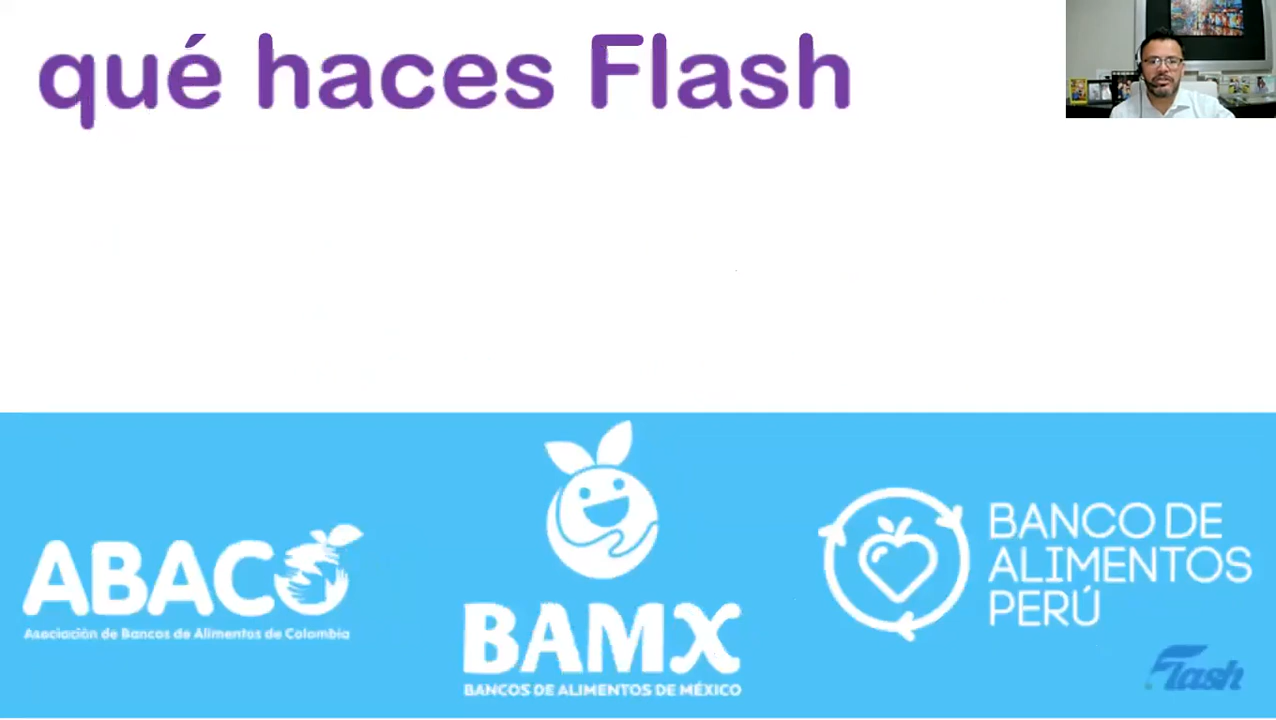 qué haces Flash
ABACO
Asociación de Bancos de Alimentos de Colombia
BAMX
BANCOS DE ALIMENTOS DE MÉXICO
BANCO DE
ALIMENTOS
PERÚ
Flash